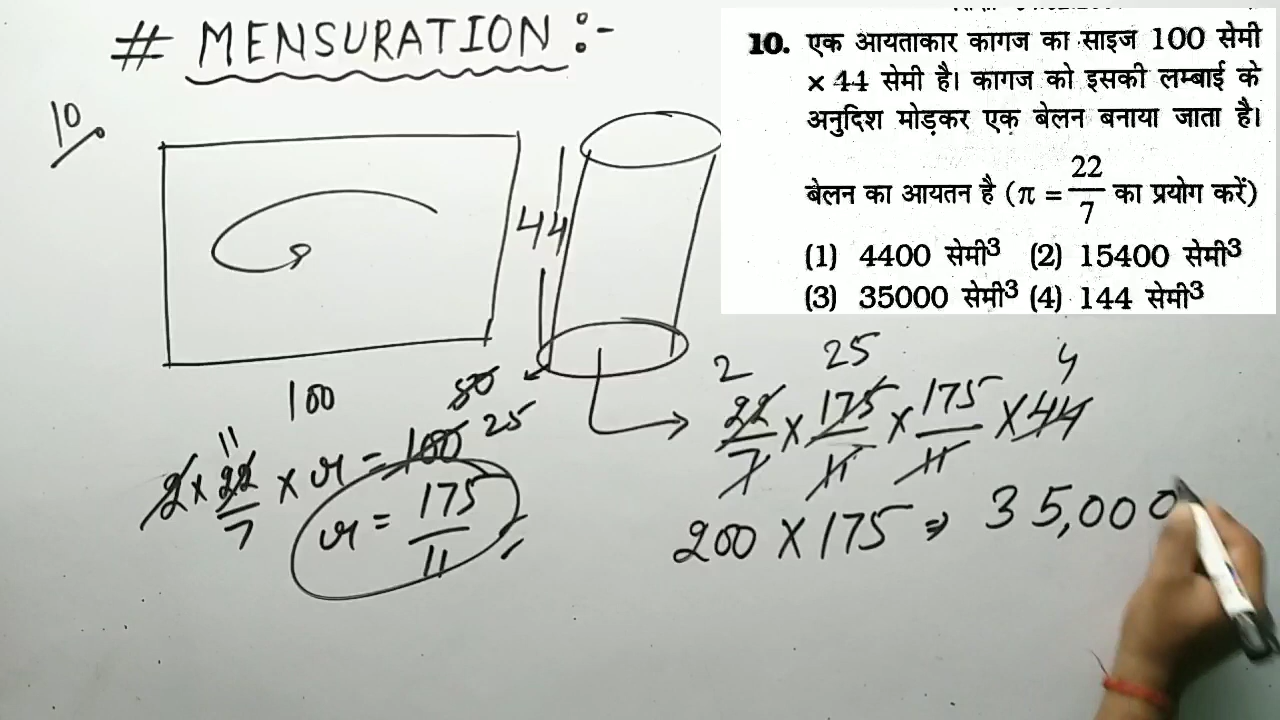 # MENSURATION :-
10.
10. एक आयताकार कागज का साइज 100 सेमी
× 44 सेमी है। कागज को इसकी लम्बाई के
अनुदिश मोड़कर एक बेलन बनाया जाता है।
बेलन का आयतन है (π = 22/7 का प्रयोग करें)
(1) 4400 सेमी³ (2) 15400 सेमी³
(3) 35000 सेमी³ (4) 144 सेमी³
44
100
50
25
11
2 × 22/7 × r = 100
r = 175/11
2 25 4
22/7 × 175/11 × 175/11 × 44
200 × 175 ⇒ 35,000